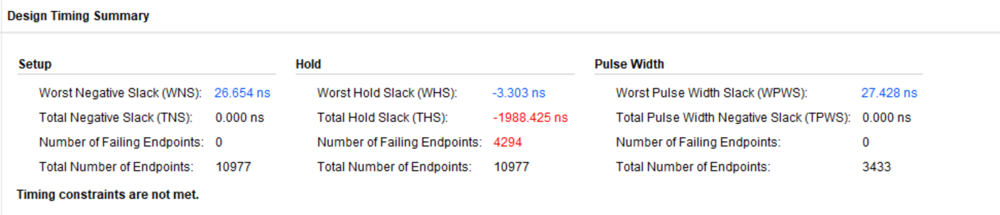 Design Timing Summary
Setup
Hold
Pulse Width
Worst Negative Slack (WNS): 26.654 ns
Worst Hold Slack (WHS): -3.303 ns
Worst Pulse Width Slack (WPWS): 27.428 ns
Total Negative Slack (TNS): 0.000 ns
Total Hold Slack (THS): -1988.425 ns
Total Pulse Width Negative Slack (TPWS): 0.000 ns
Number of Failing Endpoints: 0
Number of Failing Endpoints: 4294
Number of Failing Endpoints: 0
Total Number of Endpoints: 10977
Total Number of Endpoints: 10977
Total Number of Endpoints: 3433
Timing constraints are not met.